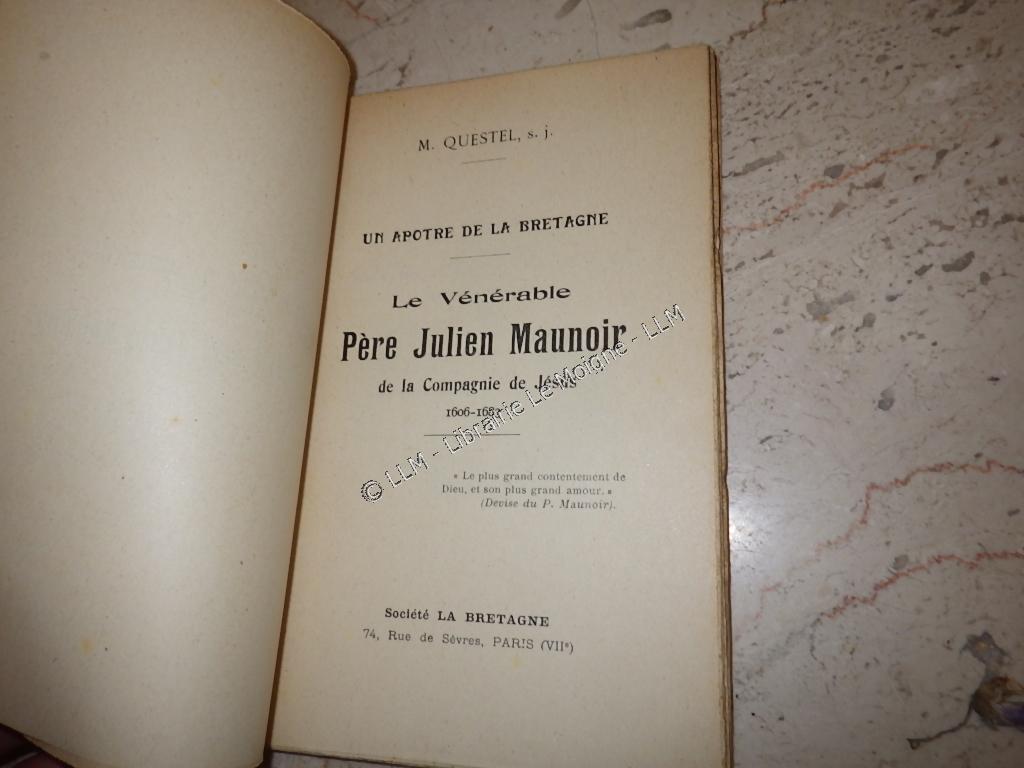 M. QUESTEL, s. j.
UN APOTRE DE LA BRETAGNE
Le Vénérable
Père Julien Maunoir
de la Compagnie de Jésus
1606-1683
« Le plus grand contentement de
Dieu, et son plus grand amour. »
(Devise du P. Maunoir).
Société LA BRETAGNE
74, Rue de Sèvres, PARIS (VIIe)
© LLM - Librairie Le Moigne - LLM